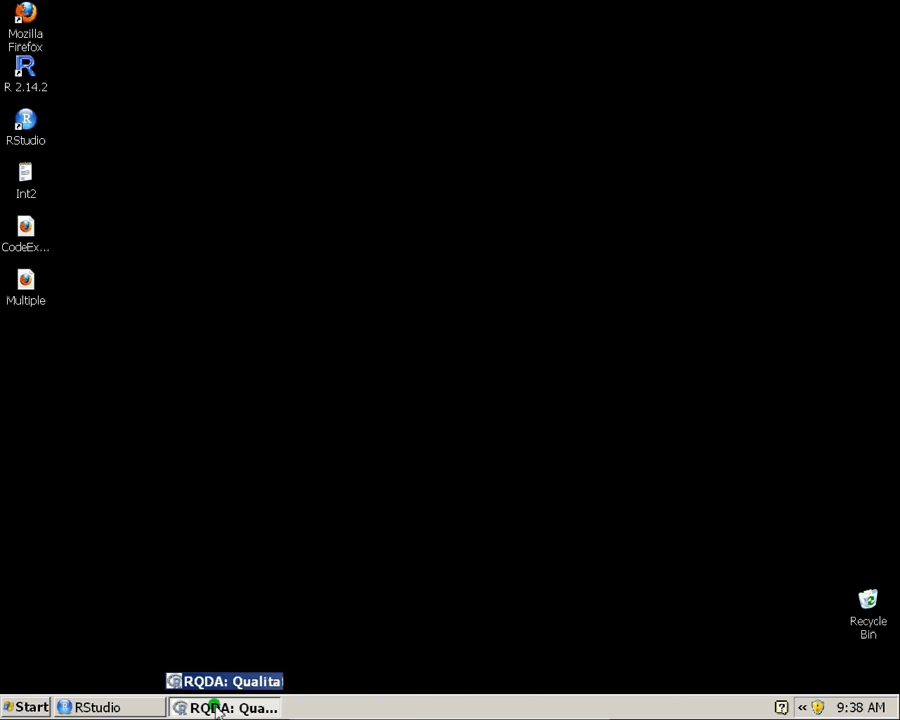 Mozilla
Firefox
R 2.14.2
RStudio
Int2
CodeEx...
Multiple
Recycle
Bin
RQDA: Qualita
Start
RStudio
RQDA: Qua...
9:38 AM